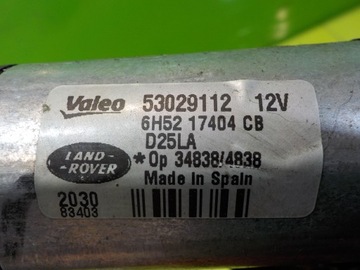 Valeo 53029112 12V
6H52 17404 CB
D25LA
LAND-ROVER
*Op 34838/4838
Made in Spain
2030
83403